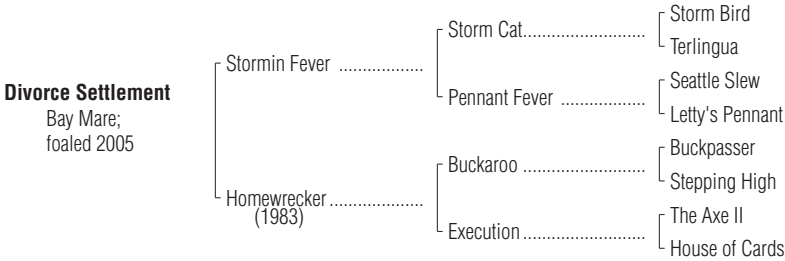 Storm Bird
Storm Cat...........................
Terlingua
Stormin Fever ..................
Seattle Slew
Pennant Fever ..................
Letty's Pennant
Divorce Settlement
Bay Mare;
foaled 2005
Buckpasser
Buckaroo ..........................
Stepping High
Homewrecker....................
(1983)
The Axe II
Execution..........................
House of Cards